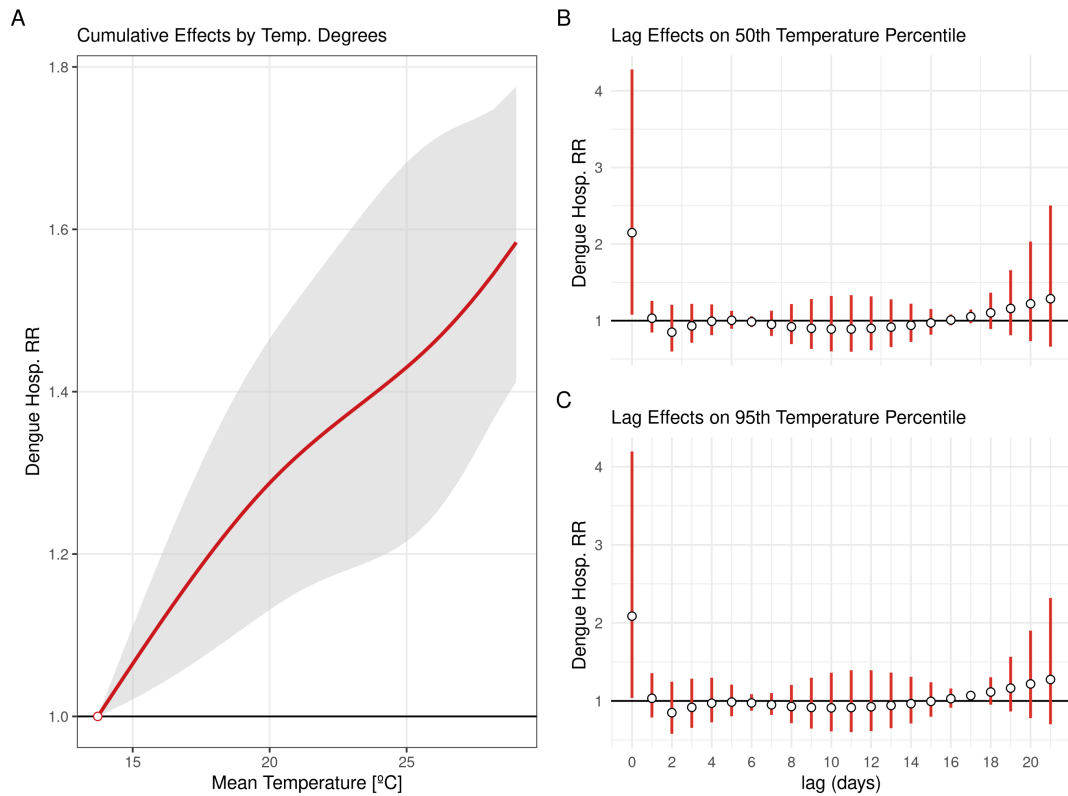 A
Cumulative Effects by Temp. Degrees
Dengue Hosp. RR
1.8
1.6
1.4
1.2
1.0
15
20
25
Mean Temperature [ºC]
B
Lag Effects on 50th Temperature Percentile
Dengue Hosp. RR
4
3
2
1
C
Lag Effects on 95th Temperature Percentile
Dengue Hosp. RR
4
3
2
1
0 2 4 6 8 10 12 14 16 18 20
lag (days)